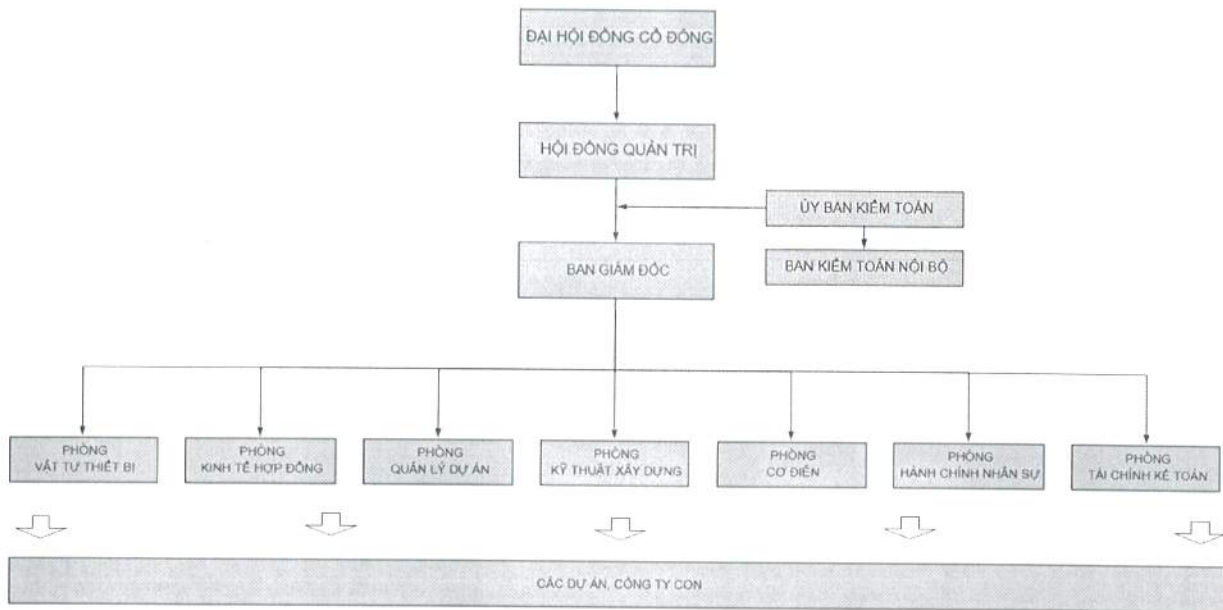 ĐẠI HỘI ĐỒNG CỔ ĐÔNG
HỘI ĐỒNG QUẢN TRỊ
ỦY BAN KIỂM TOÁN
BAN KIỂM TOÁN NỘI BỘ
BAN GIÁM ĐỐC
PHÒNG
VẬT TƯ THIẾT BỊ
PHÒNG
KINH TẾ HỢP ĐỒNG
PHÒNG
QUẢN LÝ DỰ ÁN
PHÒNG
KỸ THUẬT XÂY DỰNG
PHÒNG
CƠ ĐIỆN
PHÒNG
HÀNH CHÍNH NHÂN SỰ
PHÒNG
TÀI CHÍNH KẾ TOÁN
CÁC DỰ ÁN, CÔNG TY CON